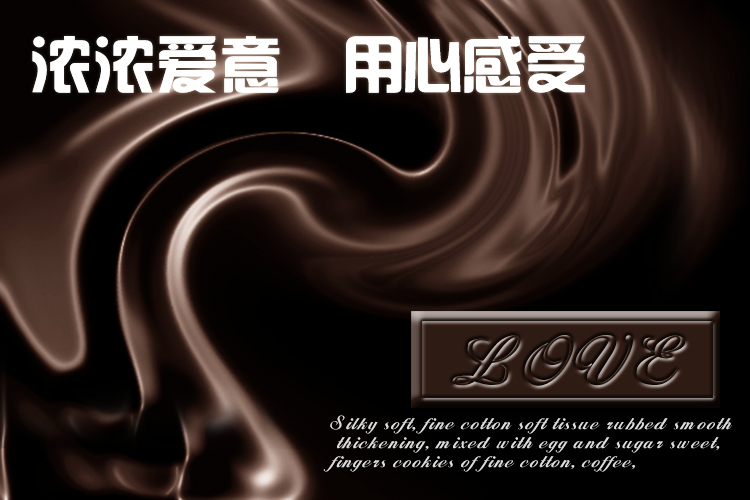 浓浓爱意 用心感受
LOVE
Silky soft, fine cotton soft tissue rubbed smooth
thickening, mixed with egg and sugar sweet,
fingers cookies of fine cotton, coffee,